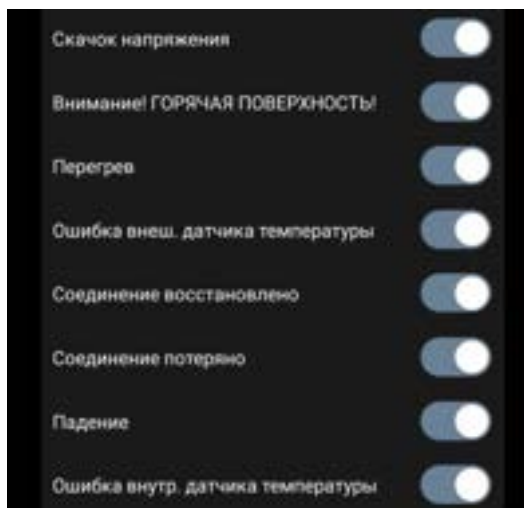 Скачок напряжения
Внимание! ГОРЯЧАЯ ПОВЕРХНОСТЬ!
Перегрев
Ошибка внеш. датчика температуры
Соединение восстановлено
Соединение потеряно
Падение
Ошибка внутр. датчика температуры